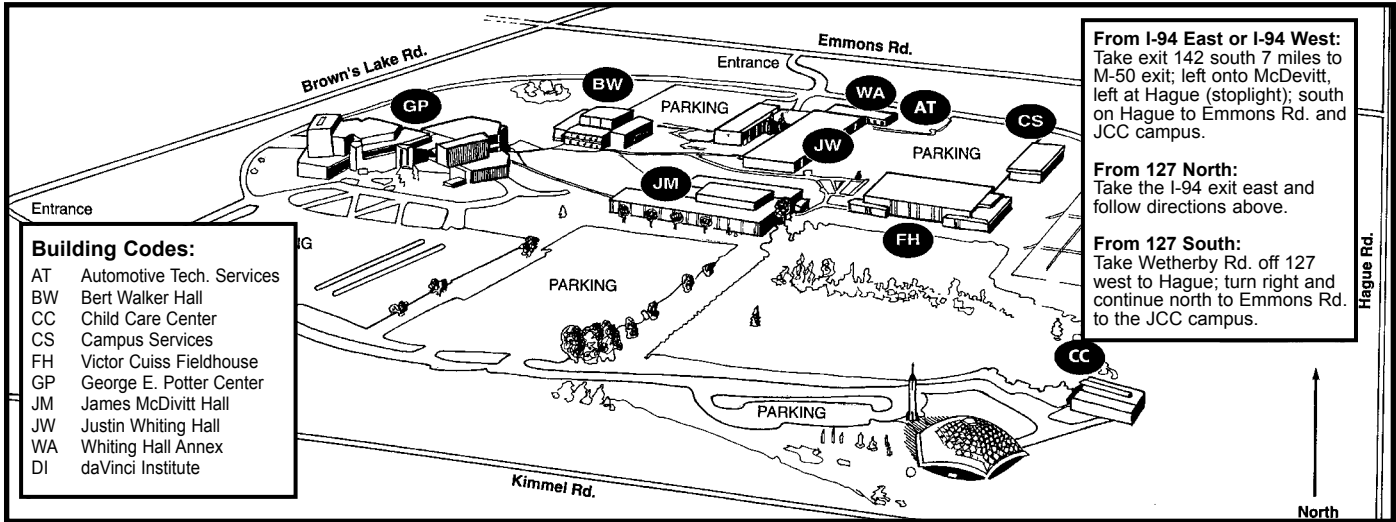 Brown's Lake Rd.
Emmons Rd.
Entrance
BW
GP
PARKING
WA
AT
CS
JW
PARKING
JM
FH
Entrance
NG
PARKING
CC
PARKING
Kimmel Rd.
Hague Rd.
North
From I-94 East or I-94 West:
Take exit 142 south 7 miles to
M-50 exit; left onto McDevitt,
left at Hague (stoplight); south
on Hague to Emmons Rd. and
JCC campus.
From 127 North:
Take the I-94 exit east and
follow directions above.
From 127 South:
Take Wetherby Rd. off 127
west to Hague; turn right and
continue north to Emmons Rd.
to the JCC campus.
Building Codes:
AT Automotive Tech. Services
BW Bert Walker Hall
CC Child Care Center
CS Campus Services
FH Victor Cuiss Fieldhouse
GP George E. Potter Center
JM James McDivitt Hall
JW Justin Whiting Hall
WA Whiting Hall Annex
DI daVinci Institute